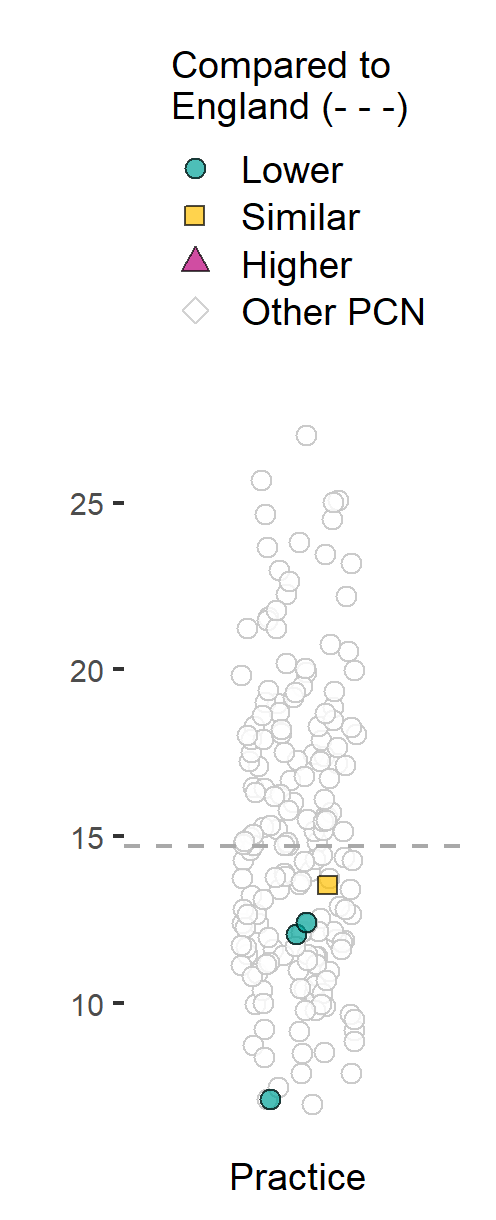 Compared to
England (- - -)
Lower
Similar
Higher
Other PCN
25
20
15
10
Practice